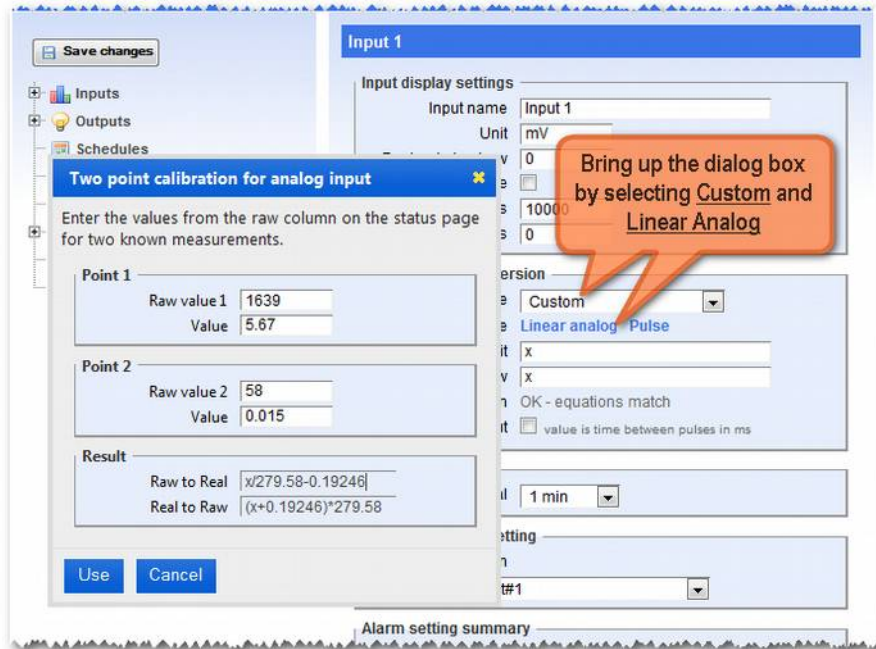 Save changes
Inputs
Outputs
Schedules
Input 1
Input display settings
Input name Input 1
Unit mV
0
10000
0
Bring up the dialog box
by selecting Custom and
Linear Analog
Custom
Linear analog Pulse
x
x
OK - equations match
value is time between pulses in ms
1 min
Alarm setting summary
Two point calibration for analog input
Enter the values from the raw column on the status page
for two known measurements.
Point 1
Raw value 1 1639
Value 5.67
Point 2
Raw value 2 58
Value 0.015
Result
Raw to Real x/279.58-0.19246
Real to Raw (x+0.19246)*279.58
Use Cancel